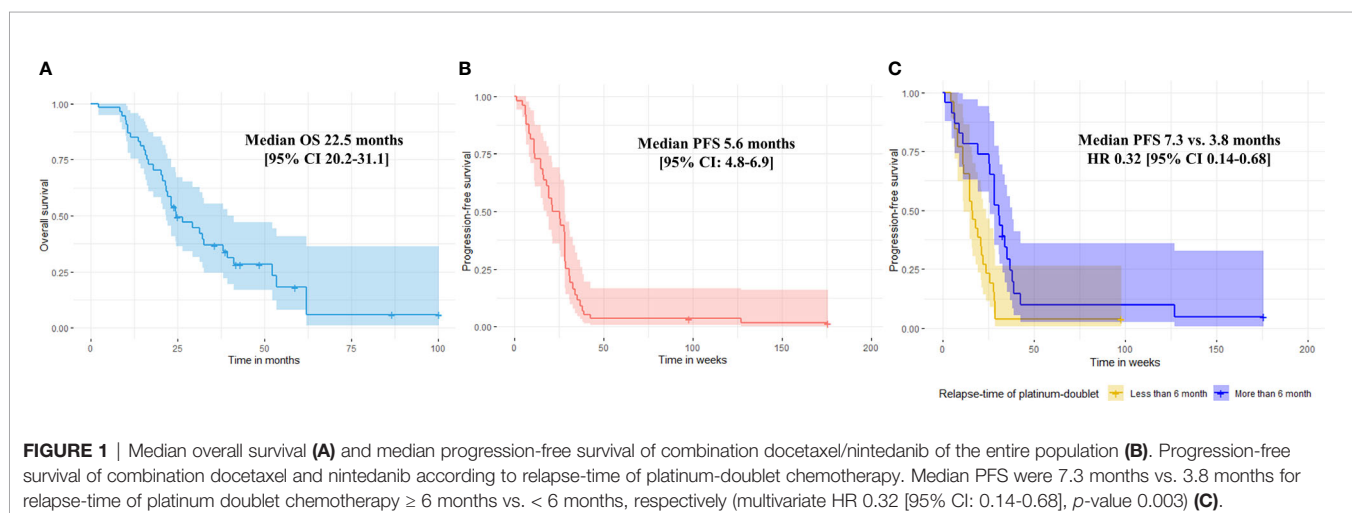 A
B
C
Median OS 22.5 months
[95% CI 20.2-31.1]
Overall survival
1.00
0.75
0.50
0.25
0.00
0
25
50
75
100
Time in months
Median PFS 5.6 months
[95% CI: 4.8-6.9]
Progression-free survival
1.00
0.75
0.50
0.25
0.00
0
50
100
150
200
Time in weeks
Median PFS 7.3 vs. 3.8 months
HR 0.32 [95% CI 0.14-0.68]
Progression-free survival
1.00
0.75
0.50
0.25
0.00
0
50
100
150
200
Time in weeks
Relapse-time of platinum-doublet Less than 6 month More than 6 month
FIGURE 1 | Median overall survival (A) and median progression-free survival of combination docetaxel/nintedanib of the entire population (B). Progression-free
survival of combination docetaxel and nintedanib according to relapse-time of platinum-doublet chemotherapy. Median PFS were 7.3 months vs. 3.8 months for
relapse-time of platinum doublet chemotherapy ≥ 6 months vs. < 6 months, respectively (multivariate HR 0.32 [95% CI: 0.14-0.68], p-value 0.003) (C).